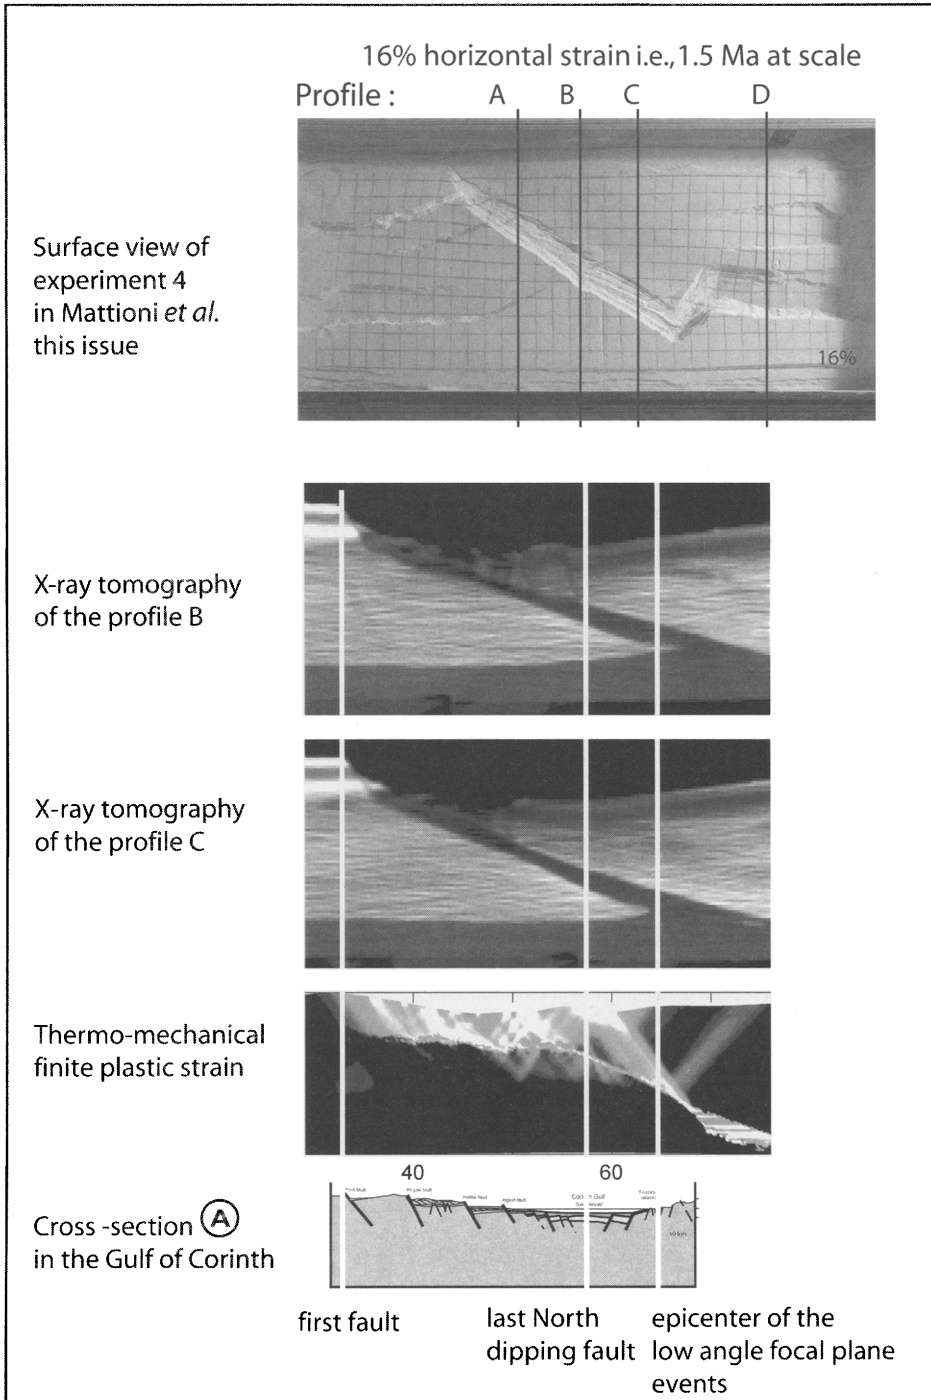 16% horizontal strain i.e., 1.5 Ma at scale
Profile : A B C D
Surface view of
experiment 4
in Mattioni et al.
this issue
16%
X-ray tomography
of the profile B
X-ray tomography
of the profile C
Thermo-mechanical
finite plastic strain
40 60
Cross -section A
in the Gulf of Corinth
10 km
first fault
last North
dipping fault
epicenter of the
low angle focal plane
events